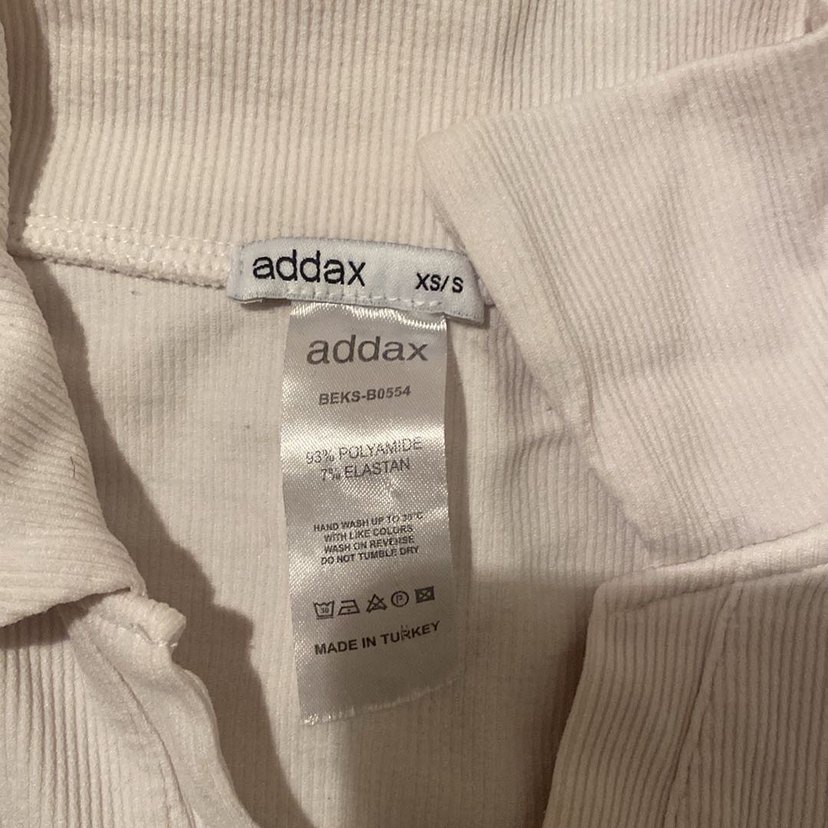 addax XS/S
addax
BEKS-B0554
93% POLYAMIDE
7% ELASTAN
HAND WASH UP TO 30°C
WITH LIKE COLORS
WASH ON REVERSE
DO NOT TUMBLE DRY
30 P
MADE IN TURKEY